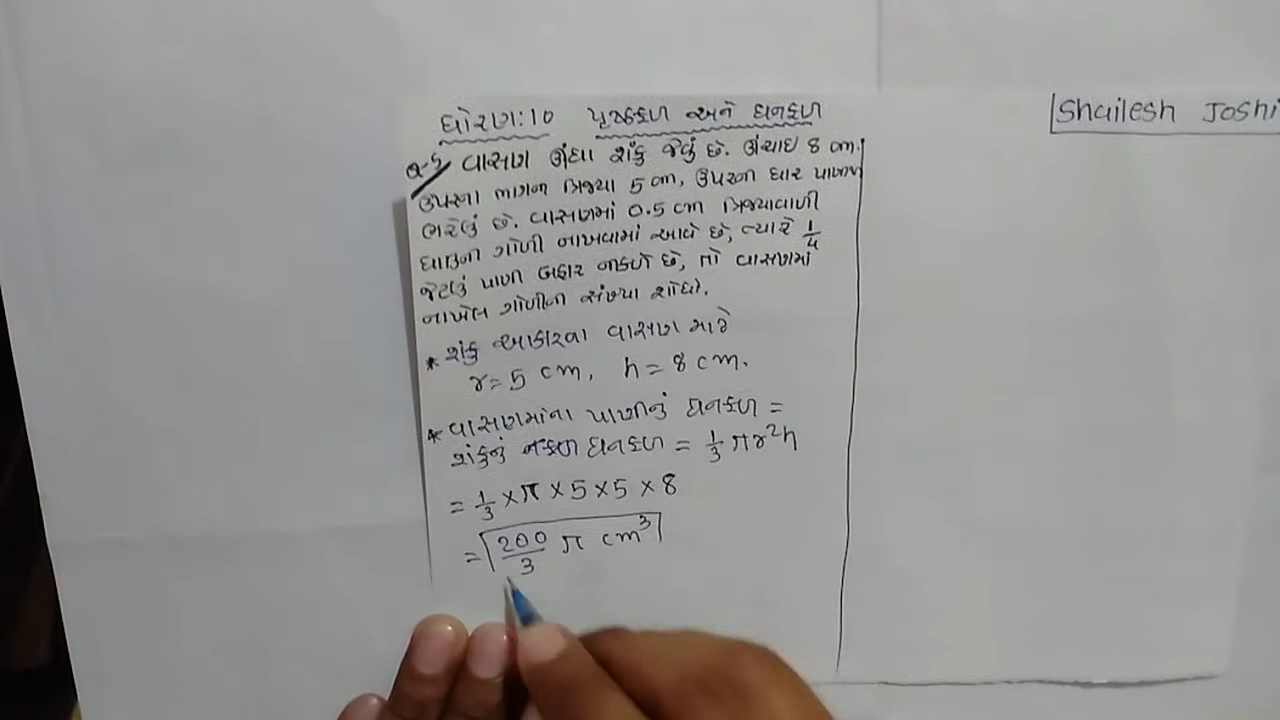 ધોરણ:10 પૃષ્ઠફળ અને ઘનફળ
Shailesh Joshi
વાસણ ઊંધા શંકુ જેવું છે. ઊંચાઇ 8 cm.
ઉપરના ભાગના ત્રિજ્યા 5 cm, ઉપરની ધાર
ભરેલું છે. વાસણમાં 0.5 cm ત્રિજ્યાવાળી
ધાતુની ગોળી નાખવામાં આવે છે, ત્યારે 1/4
જેટલું પાણી બહાર નીકળે છે, તો વાસણમાં
નાખેલ ગોળીની સંખ્યા શોધો.
* શંકુ આકારના વાસણ માટે
r = 5 cm, h = 8 cm.
* વાસણમાંના પાણીનું ઘનફળ =
શંકુનું ઘનફળ = 1/3 πr²h
= 1/3 × π × 5 × 5 × 8
= 200/3 π cm³